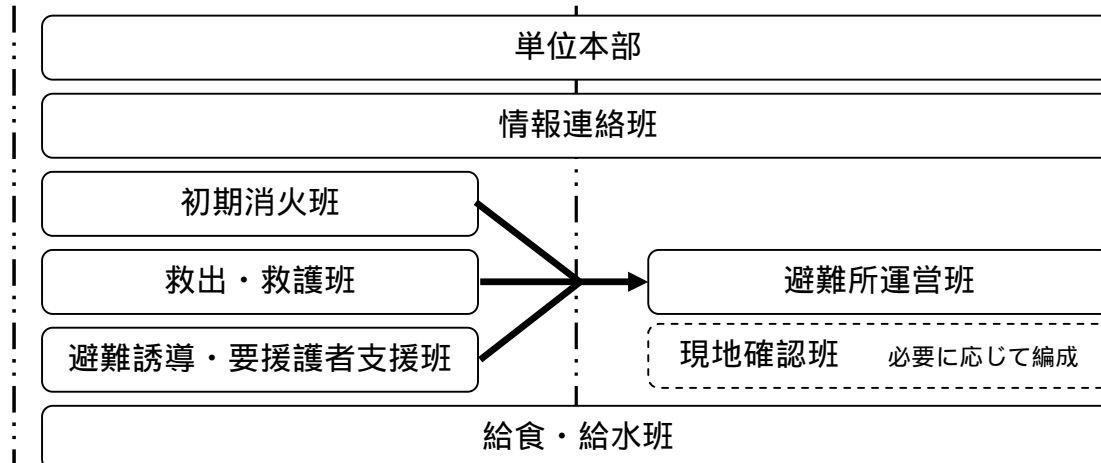 単位本部
情報連絡班
初期消火班
救出・救護班
避難所運営班
避難誘導・要援護者支援班
現地確認班 必要に応じて編成
給食・給水班